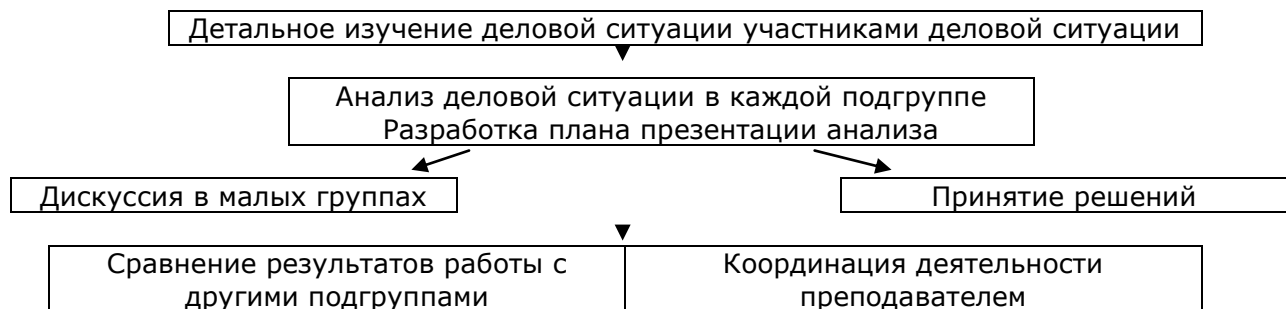 Детальное изучение деловой ситуации участниками деловой ситуации
Анализ деловой ситуации в каждой подгруппе
Разработка плана презентации анализа
Дискуссия в малых группах
Принятие решений
Сравнение результатов работы с
другими подгруппами
Координация деятельности
преподавателем